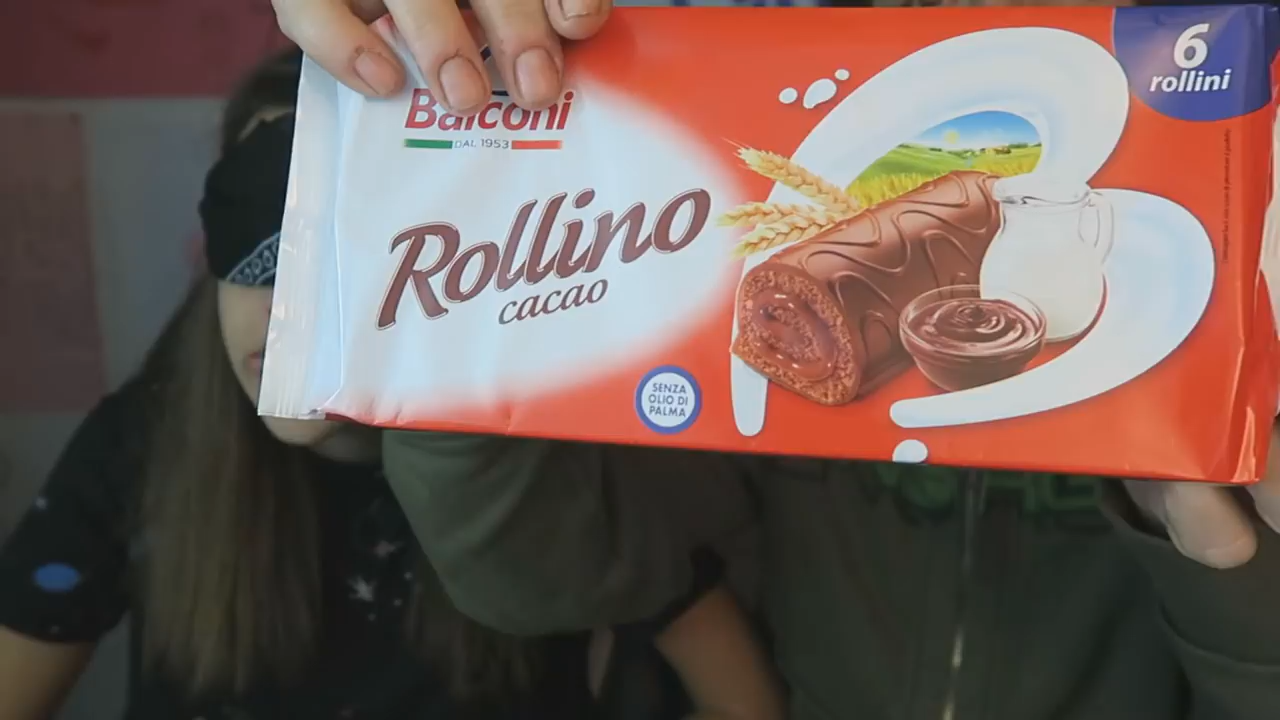 Balconi
DAL 1953
Rollino
cacao
SENZA
OLIO DI
PALMA
6
rollini